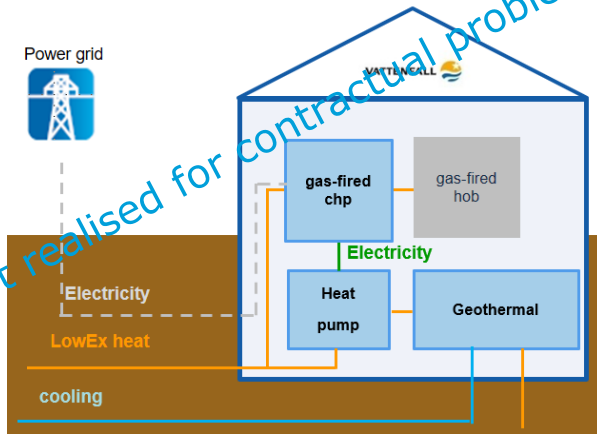 Power grid
VATTENFALL
t realised for contractual proble
gas-fired
chp
gas-fired
hob
Electricity
Electricity
Heat
pump
Geothermal
LowEx heat
cooling